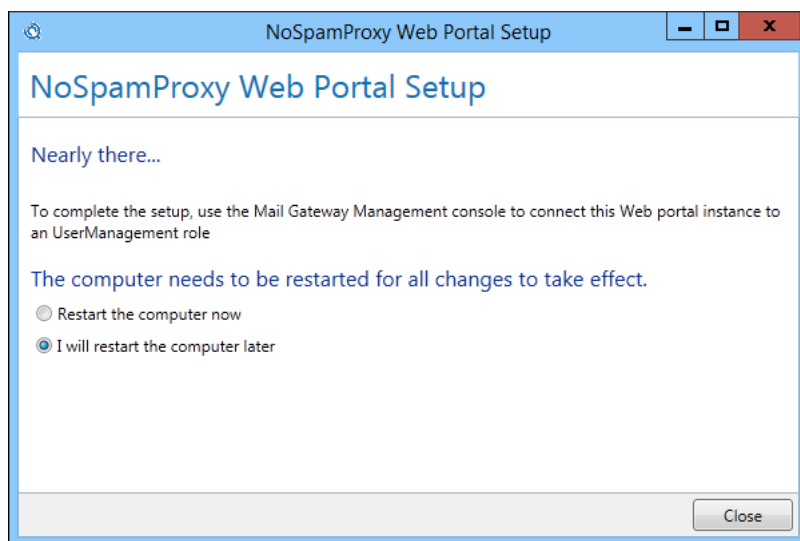 NoSpamProxy Web Portal Setup
NoSpamProxy Web Portal Setup
Nearly there...
To complete the setup, use the Mail Gateway Management console to connect this Web portal instance to
an UserManagement role
The computer needs to be restarted for all changes to take effect.
Restart the computer now
I will restart the computer later
Close